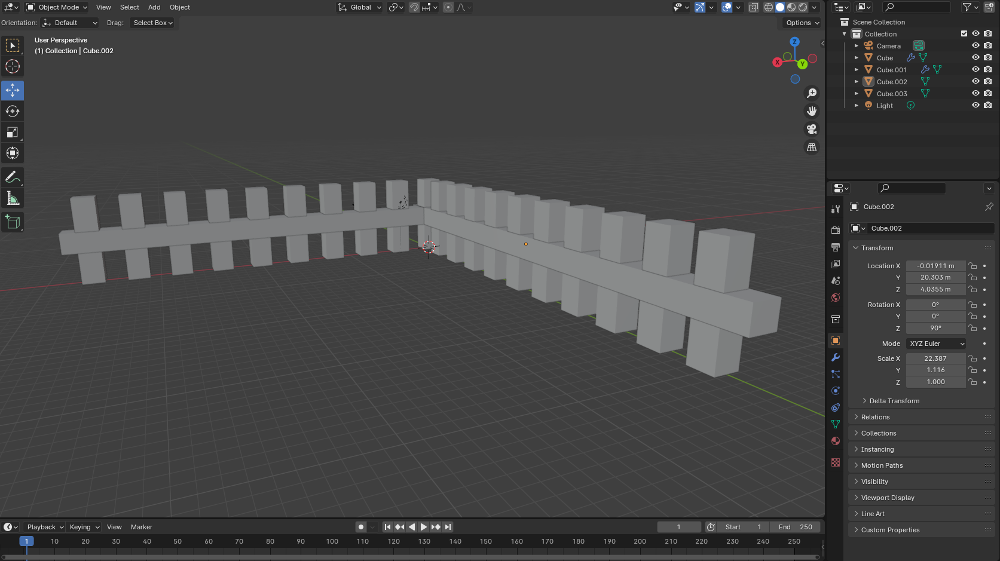 Object Mode View Select Add Object Global
Orientation: Default Drag: Select Box Options
User Perspective
(1) Collection | Cube.002
Z
X
Y
Scene Collection
Collection
Camera
Cube
Cube.001
Cube.002
Cube.003
Light
Cube.002
Cube.002
Transform
Location X -0.01911 m
Y 20.303 m
Z 4.0355 m
Rotation X 0°
Y 0°
Z 90°
Mode XYZ Euler
Scale X 22.387
Y 1.116
Z 1.000
Delta Transform
Relations
Collections
Instancing
Motion Paths
Visibility
Viewport Display
Line Art
Custom Properties
Playback Keying View Marker 1 Start 1 End 250
1 10 20 30 40 50 60 70 80 90 100 110 120 130 140 150 160 170 180 190 200 210 220 230 240 250